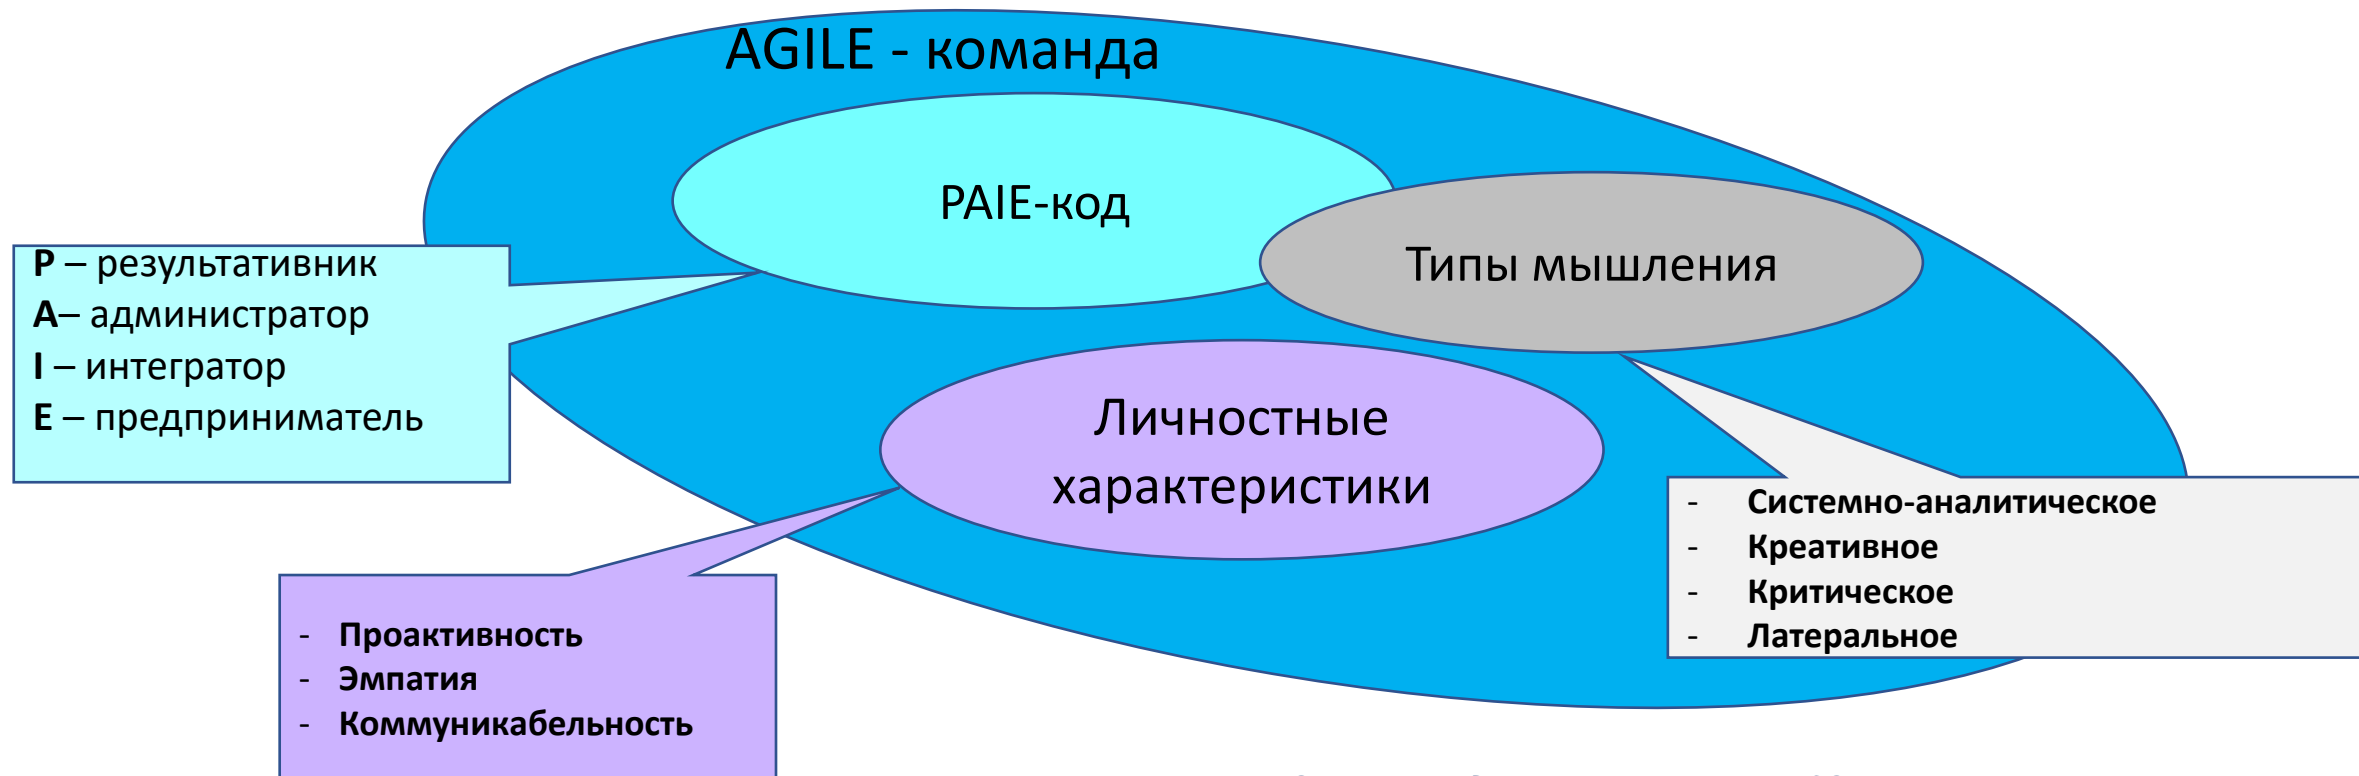 AGILE - команда
PAIE-код
Типы мышления
P – результативник
A– администратор
I – интегратор
E – предприниматель
Личностные
характеристики
- Системно-аналитическое
- Креативное
- Критическое
- Латеральное
- Проактивность
- Эмпатия
- Коммуникабельность